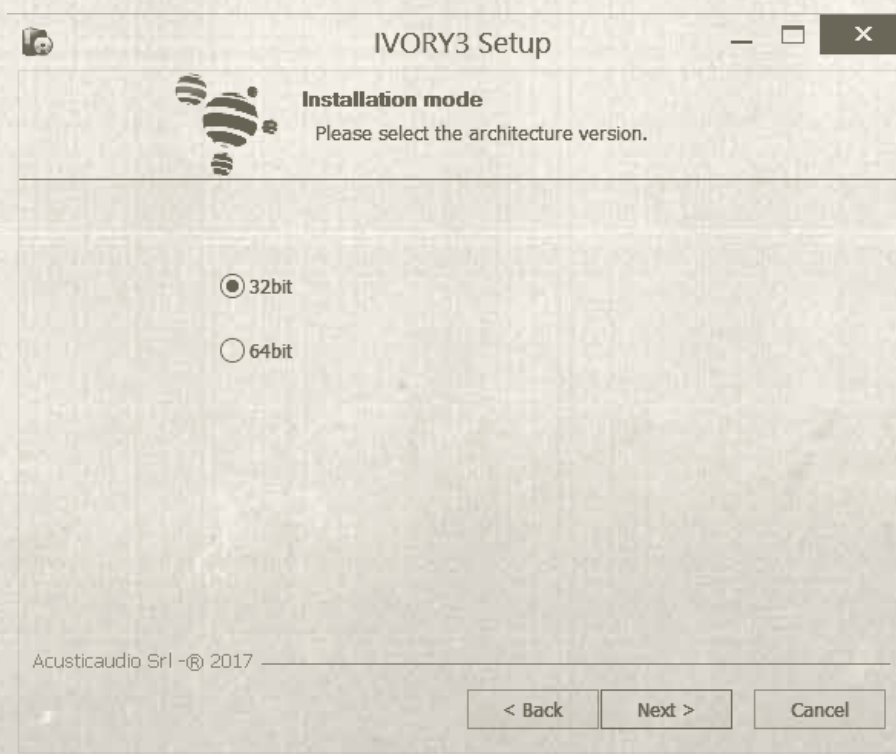 IVORY3 Setup
Installation mode
Please select the architecture version.
32bit
64bit
Acusticaudio Srl -® 2017
< Back
Next >
Cancel